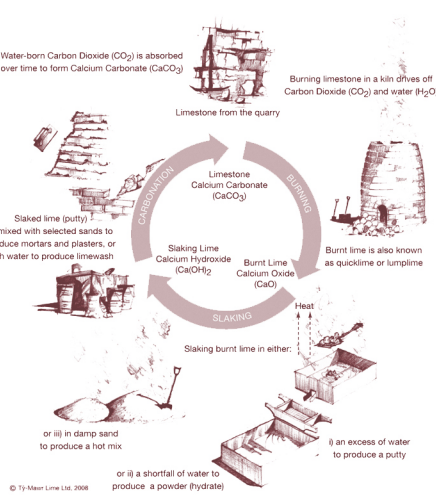 Water-born Carbon Dioxide (CO₂) is absorbed
over time to form Calcium Carbonate (CaCO₃)
Limestone from the quarry
Burning limestone in a kiln drives off
Carbon Dioxide (CO₂) and water (H₂O
CARBONATION
BURNING
SLAKING
Limestone
Calcium Carbonate
(CaCO₃)
Slaked lime (putty)
mixed with selected sands to
duce mortars and plasters, or
h water to produce limewash
Slaking Lime
Calcium Hydroxide
(Ca(OH)₂
Burnt Lime
Calcium Oxide
(CaO)
Burnt lime is also known
as quicklime or lumplime
Heat
Slaking burnt lime in either:
i) an excess of water
to produce a putty
or iii) in damp sand
to produce a hot mix
or ii) a shortfall of water to
produce a powder (hydrate)
© Tŷ-Mawr Lime Ltd, 2006